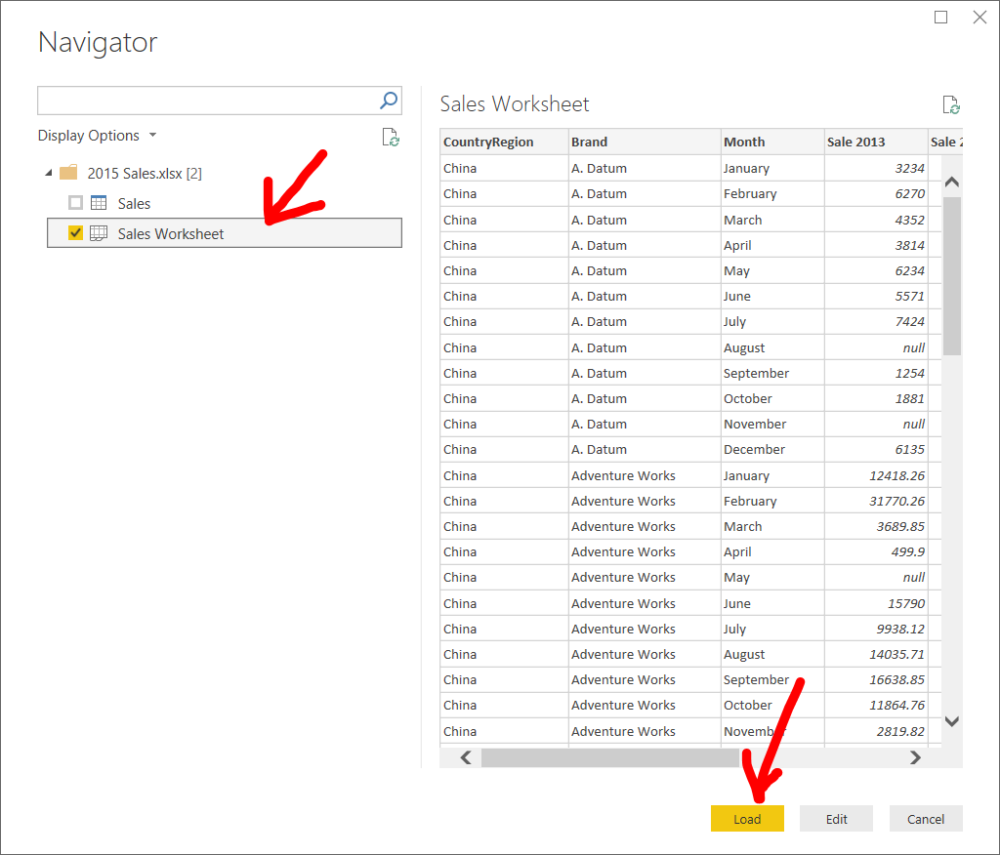 Navigator
Display Options
2015 Sales.xlsx [2]
Sales
Sales Worksheet
Sales Worksheet
CountryRegion Brand Month Sale 2013 Sale 2
China A. Datum January 3234
China A. Datum February 6270
China A. Datum March 4352
China A. Datum April 3814
China A. Datum May 6234
China A. Datum June 5571
China A. Datum July 7424
China A. Datum August null
China A. Datum September 1254
China A. Datum October 1881
China A. Datum November null
China A. Datum December 6135
China Adventure Works January 12418.26
China Adventure Works February 31770.26
China Adventure Works March 3689.85
China Adventure Works April 499.9
China Adventure Works May null
China Adventure Works June 15790
China Adventure Works July 9938.12
China Adventure Works August 14035.71
China Adventure Works September 16638.85
China Adventure Works October 11864.76
China Adventure Works November 2819.82
Load Edit Cancel